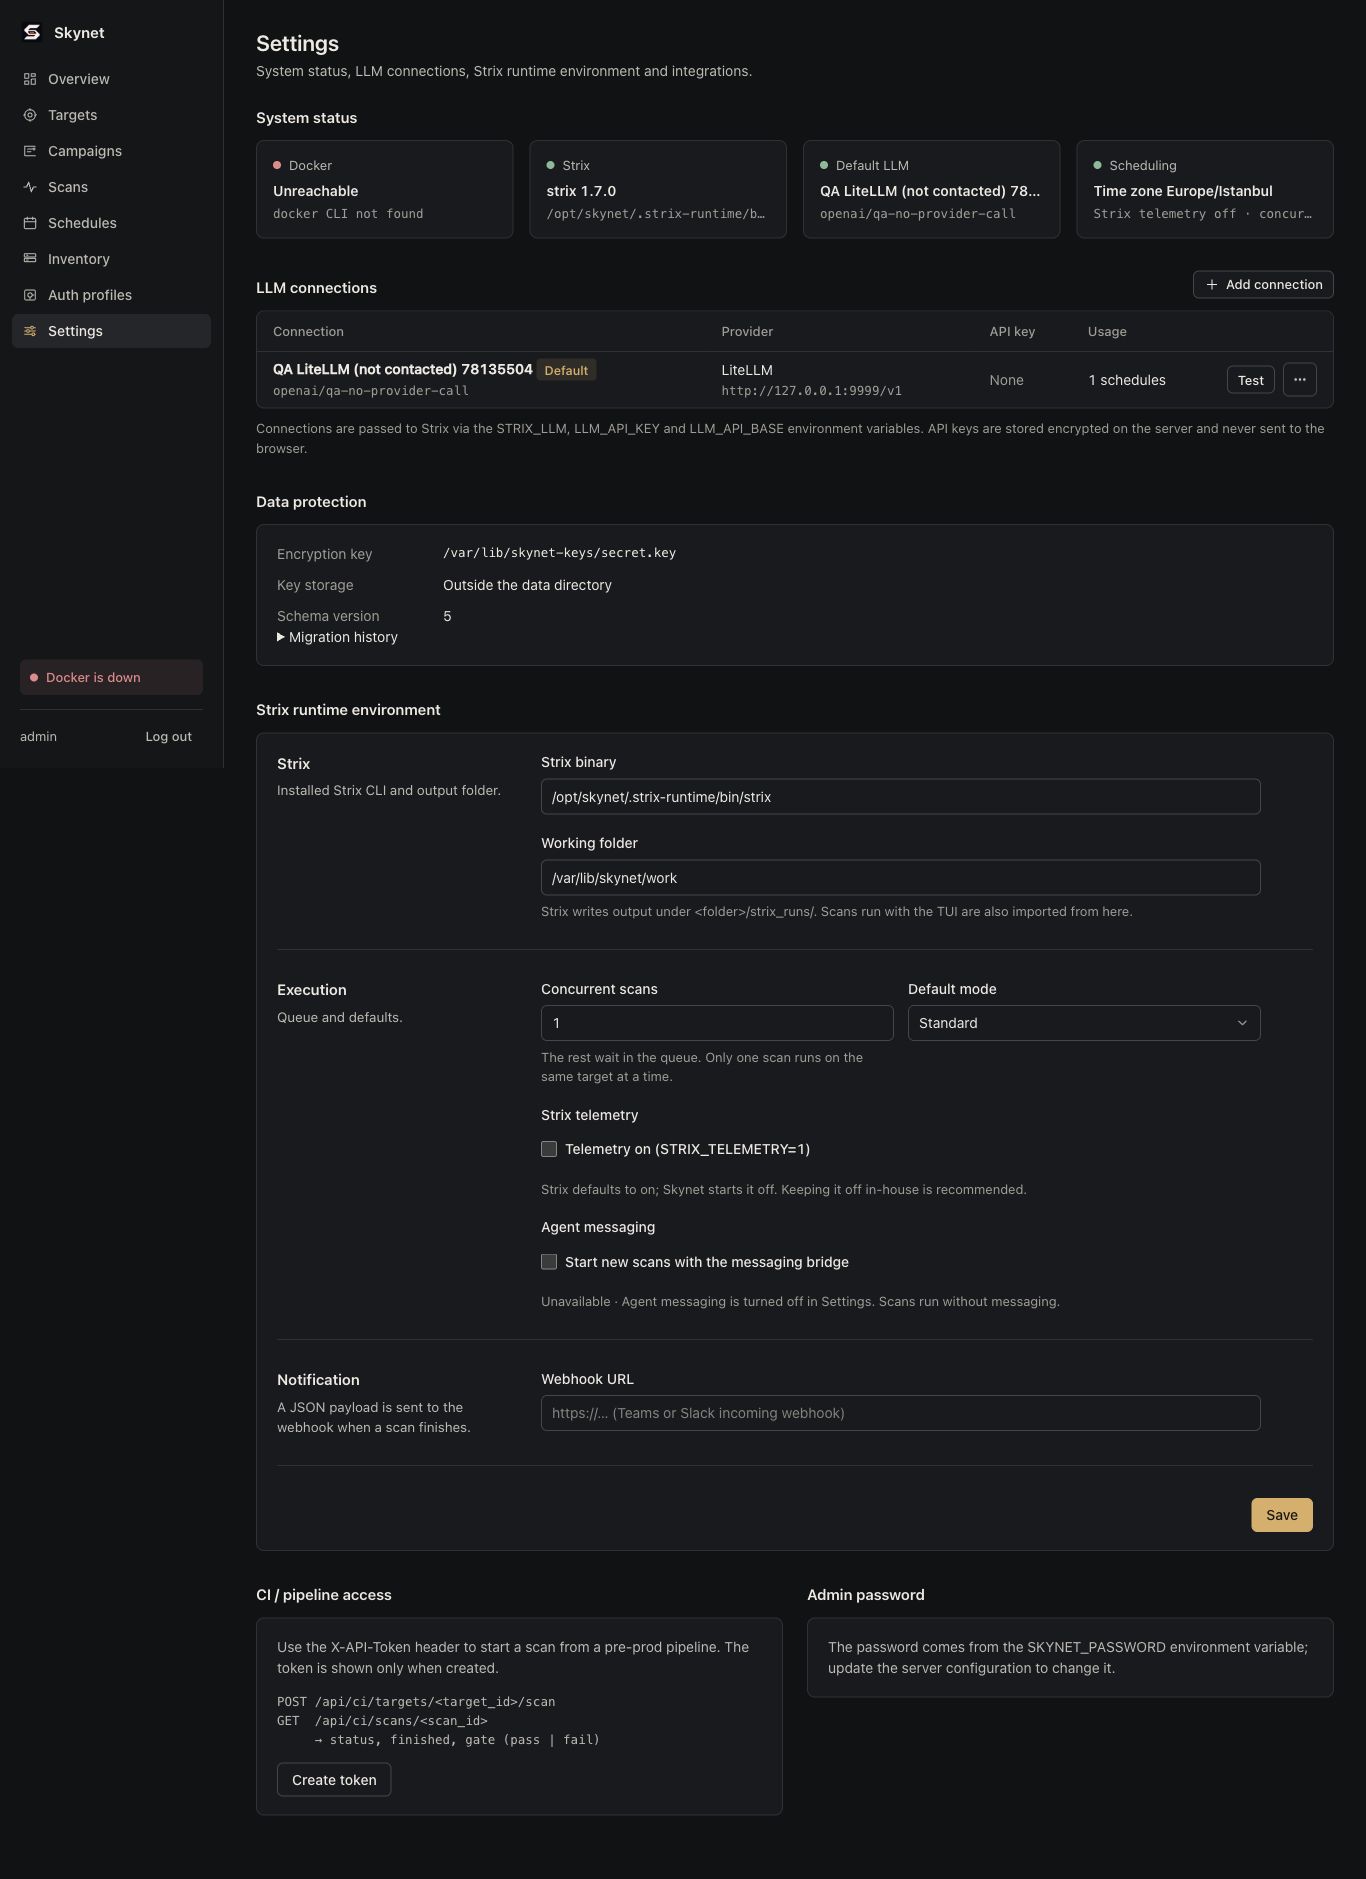 Skynet
Overview
Targets
Campaigns
Scans
Schedules
Inventory
Auth profiles
Settings
Docker is down
admin
Log out
Settings
System status, LLM connections, Strix runtime environment and integrations.
System status
Docker
Unreachable
docker CLI not found
Strix
strix 1.7.0
/opt/skynet/.strix-runtime/b…
Default LLM
QA LiteLLM (not contacted) 78…
openai/qa-no-provider-call
Scheduling
Time zone Europe/Istanbul
Strix telemetry off · concur…
LLM connections
+ Add connection
Connection Provider API key Usage
QA LiteLLM (not contacted) 78135504 Default
openai/qa-no-provider-call
LiteLLM
http://127.0.0.1:9999/v1
None
1 schedules
Test
···
Connections are passed to Strix via the STRIX_LLM, LLM_API_KEY and LLM_API_BASE environment variables. API keys are stored encrypted on the server and never sent to the
browser.
Data protection
Encryption key /var/lib/skynet-keys/secret.key
Key storage Outside the data directory
Schema version 5
Migration history
Strix runtime environment
Strix
Installed Strix CLI and output folder.
Strix binary
/opt/skynet/.strix-runtime/bin/strix
Working folder
/var/lib/skynet/work
Strix writes output under <folder>/strix_runs/. Scans run with the TUI are also imported from here.
Execution
Queue and defaults.
Concurrent scans
1
The rest wait in the queue. Only one scan runs on the
same target at a time.
Default mode
Standard
Strix telemetry
Telemetry on (STRIX_TELEMETRY=1)
Strix defaults to on; Skynet starts it off. Keeping it off in-house is recommended.
Agent messaging
Start new scans with the messaging bridge
Unavailable · Agent messaging is turned off in Settings. Scans run without messaging.
Notification
A JSON payload is sent to the
webhook when a scan finishes.
Webhook URL
https://… (Teams or Slack incoming webhook)
Save
CI / pipeline access
Use the X-API-Token header to start a scan from a pre-prod pipeline. The
token is shown only when created.
POST /api/ci/targets/<target_id>/scan
GET  /api/ci/scans/<scan_id>
→ status, finished, gate (pass | fail)
Create token
Admin password
The password comes from the SKYNET_PASSWORD environment variable;
update the server configuration to change it.